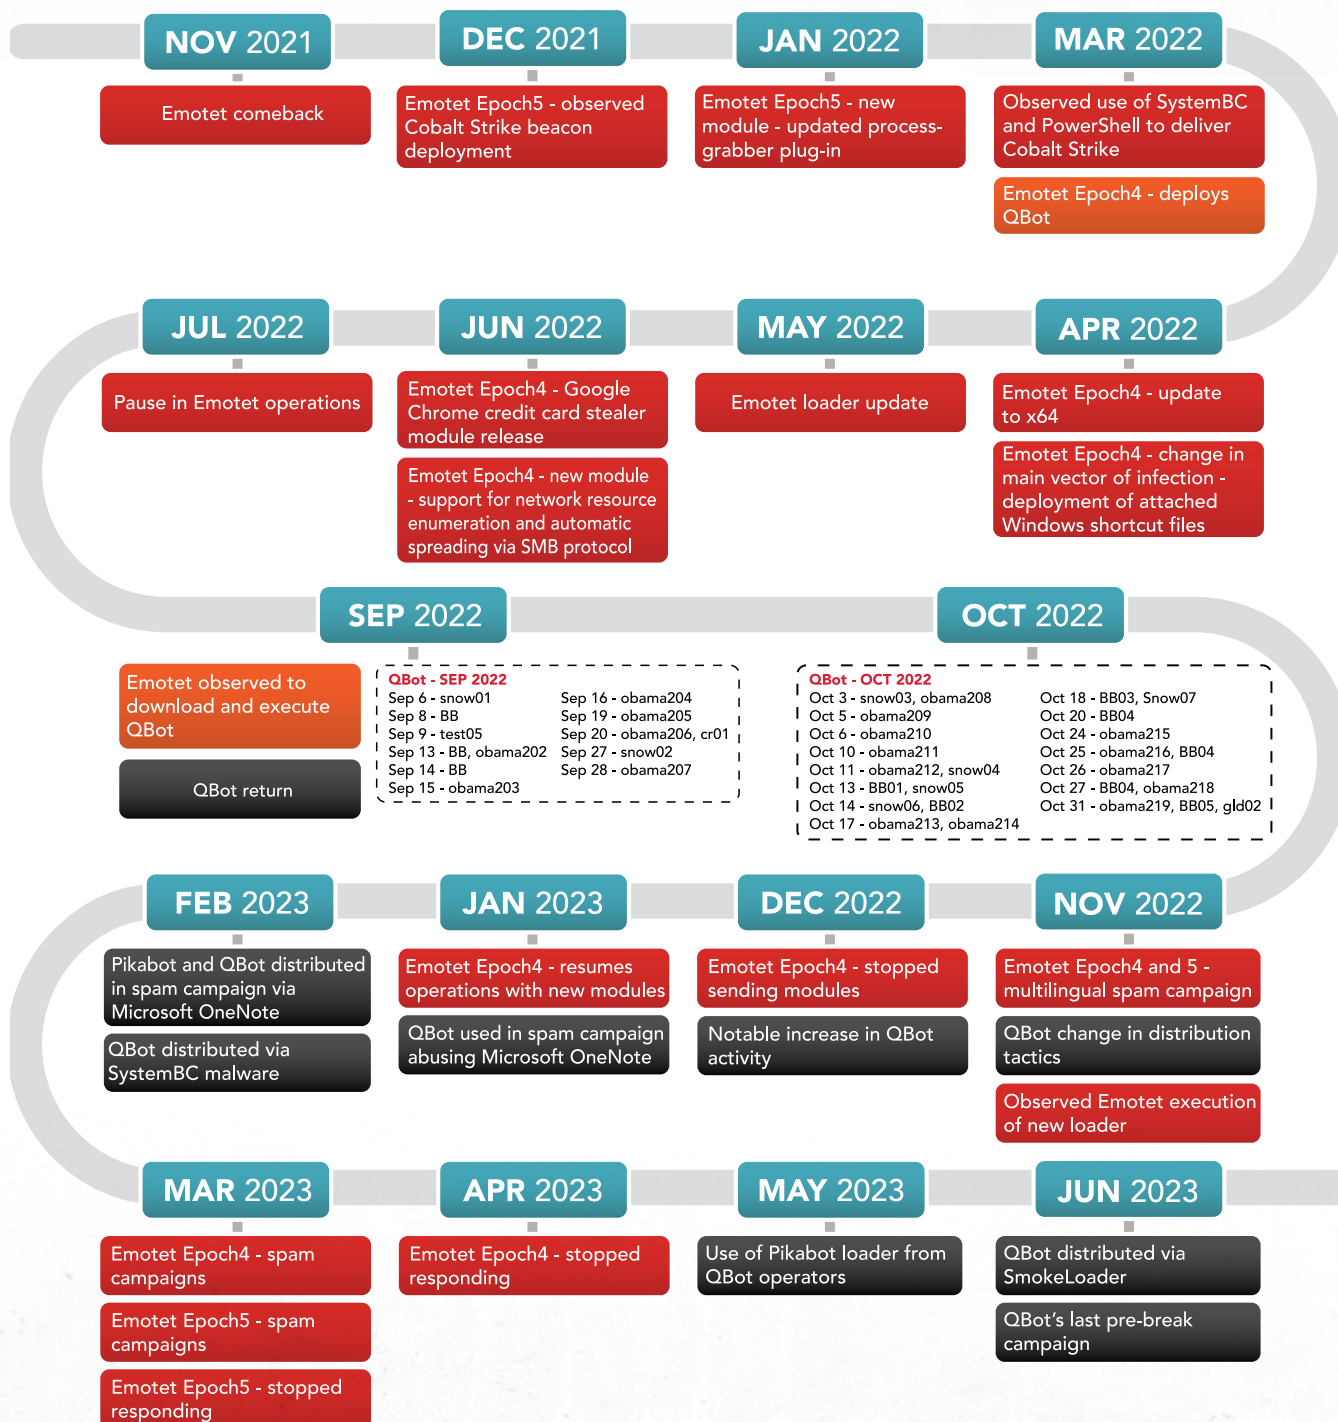 NOV 2021
Emotet comeback
DEC 2021
Emotet Epoch5 - observed
Cobalt Strike beacon
deployment
JAN 2022
Emotet Epoch5 - new
module - updated process-
grabber plug-in
MAR 2022
Observed use of SystemBC
and PowerShell to deliver
Cobalt Strike
Emotet Epoch4 - deploys
QBot
APR 2022
Emotet Epoch4 - update
to x64
Emotet Epoch4 - change in
main vector of infection -
deployment of attached
Windows shortcut files
MAY 2022
Emotet loader update
JUN 2022
Emotet Epoch4 - Google
Chrome credit card stealer
module release
Emotet Epoch4 - new module
- support for network resource
enumeration and automatic
spreading via SMB protocol
JUL 2022
Pause in Emotet operations
SEP 2022
Emotet observed to
download and execute
QBot
QBot return
QBot - SEP 2022
Sep 6 - snow01
Sep 8 - BB
Sep 9 - test05
Sep 13 - BB, obama202
Sep 14 - BB
Sep 15 - obama203
Sep 16 - obama204
Sep 19 - obama205
Sep 20 - obama206, cr01
Sep 27 - snow02
Sep 28 - obama207
OCT 2022
QBot - OCT 2022
Oct 3 - snow03, obama208
Oct 5 - obama209
Oct 6 - obama210
Oct 10 - obama211
Oct 11 - obama212, snow04
Oct 13 - BB01, snow05
Oct 14 - snow06, BB02
Oct 17 - obama213, obama214
Oct 18 - BB03, Snow07
Oct 20 - BB04
Oct 24 - obama215
Oct 25 - obama216, BB04
Oct 26 - obama217
Oct 27 - BB04, obama218
Oct 31 - obama219, BB05, gld02
NOV 2022
Emotet Epoch4 and 5 -
multilingual spam campaign
QBot change in distribution
tactics
Observed Emotet execution
of new loader
DEC 2022
Emotet Epoch4 - stopped
sending modules
Notable increase in QBot
activity
JAN 2023
Emotet Epoch4 - resumes
operations with new modules
QBot used in spam campaign
abusing Microsoft OneNote
FEB 2023
Pikabot and QBot distributed
in spam campaign via
Microsoft OneNote
QBot distributed via
SystemBC malware
MAR 2023
Emotet Epoch4 - spam
campaigns
Emotet Epoch5 - spam
campaigns
Emotet Epoch5 - stopped
responding
APR 2023
Emotet Epoch4 - stopped
responding
MAY 2023
Use of Pikabot loader from
QBot operators
JUN 2023
QBot distributed via
SmokeLoader
QBot's last pre-break
campaign